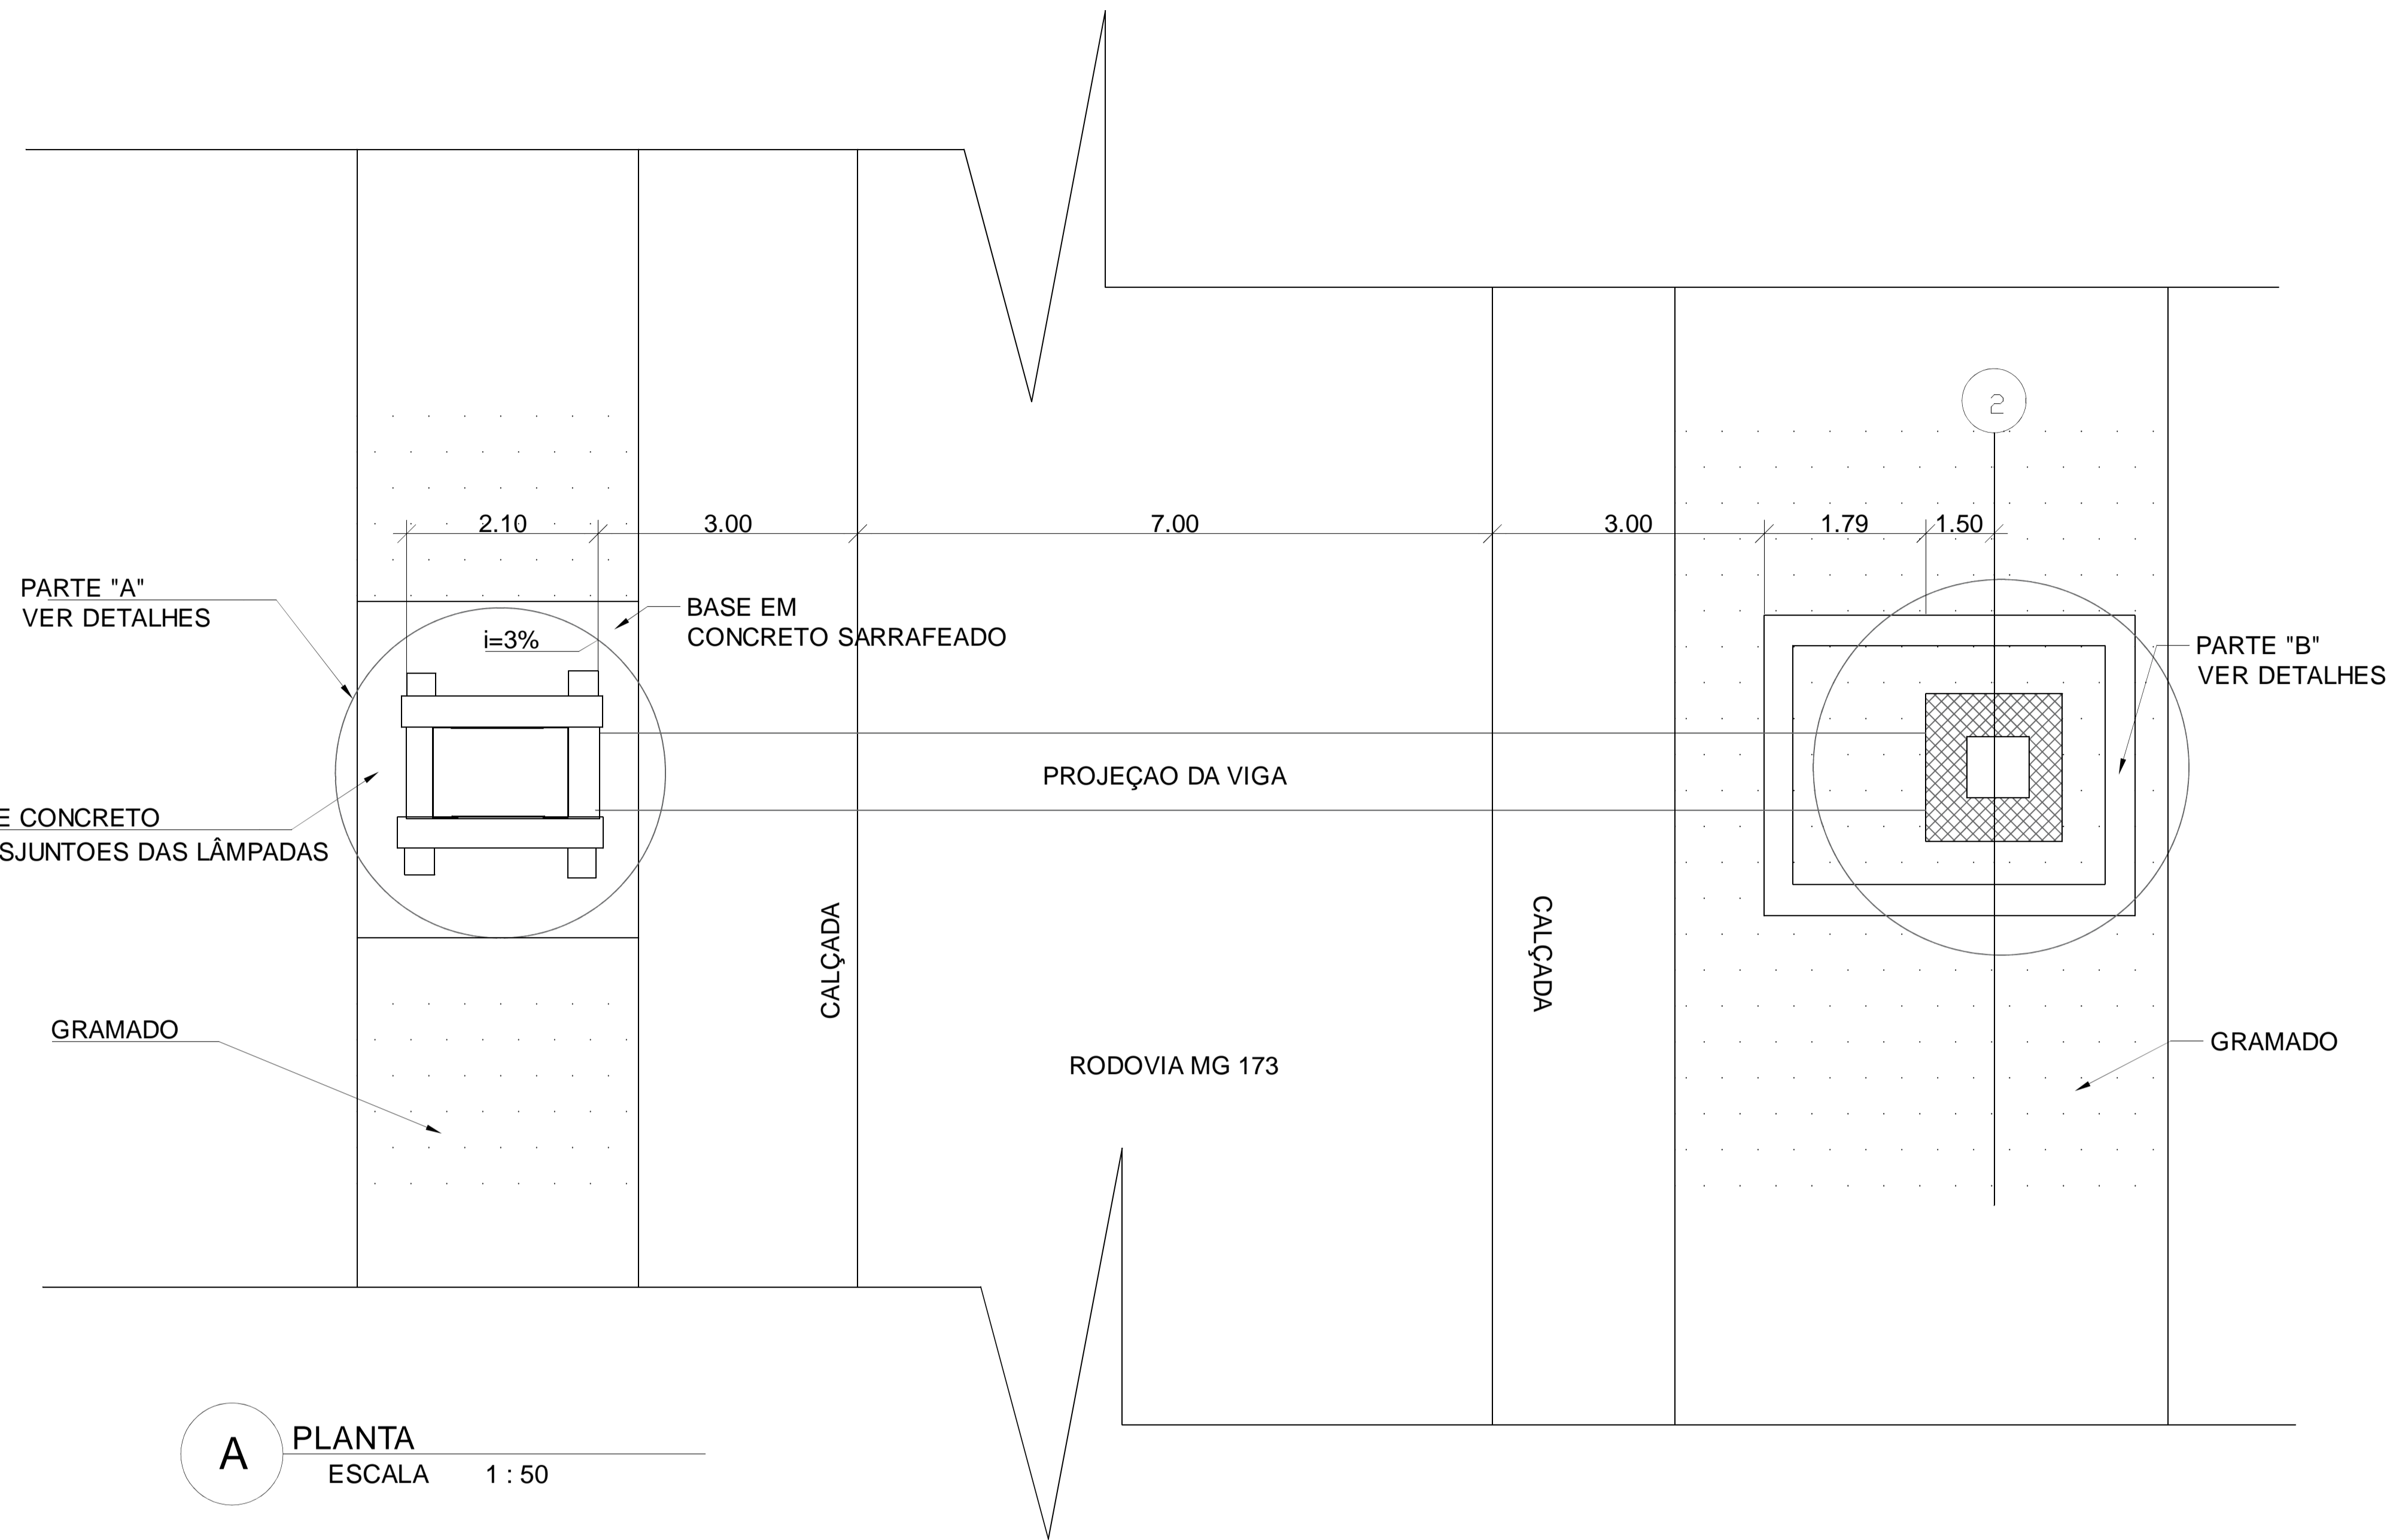 2
2.10
3.00
7.00
3.00
1.79
1.50
PARTE "A"
VER DETALHES
BASE EM
CONCRETO SARRAFEADO
i=3%
PARTE "B"
VER DETALHES
PROJEÇAO DA VIGA
CONCRETO
DAS LÂMPADAS
CALÇADA
CALÇADA
GRAMADO
GRAMADO
RODOVIA MG 173
A
PLANTA
ESCALA 1 : 50